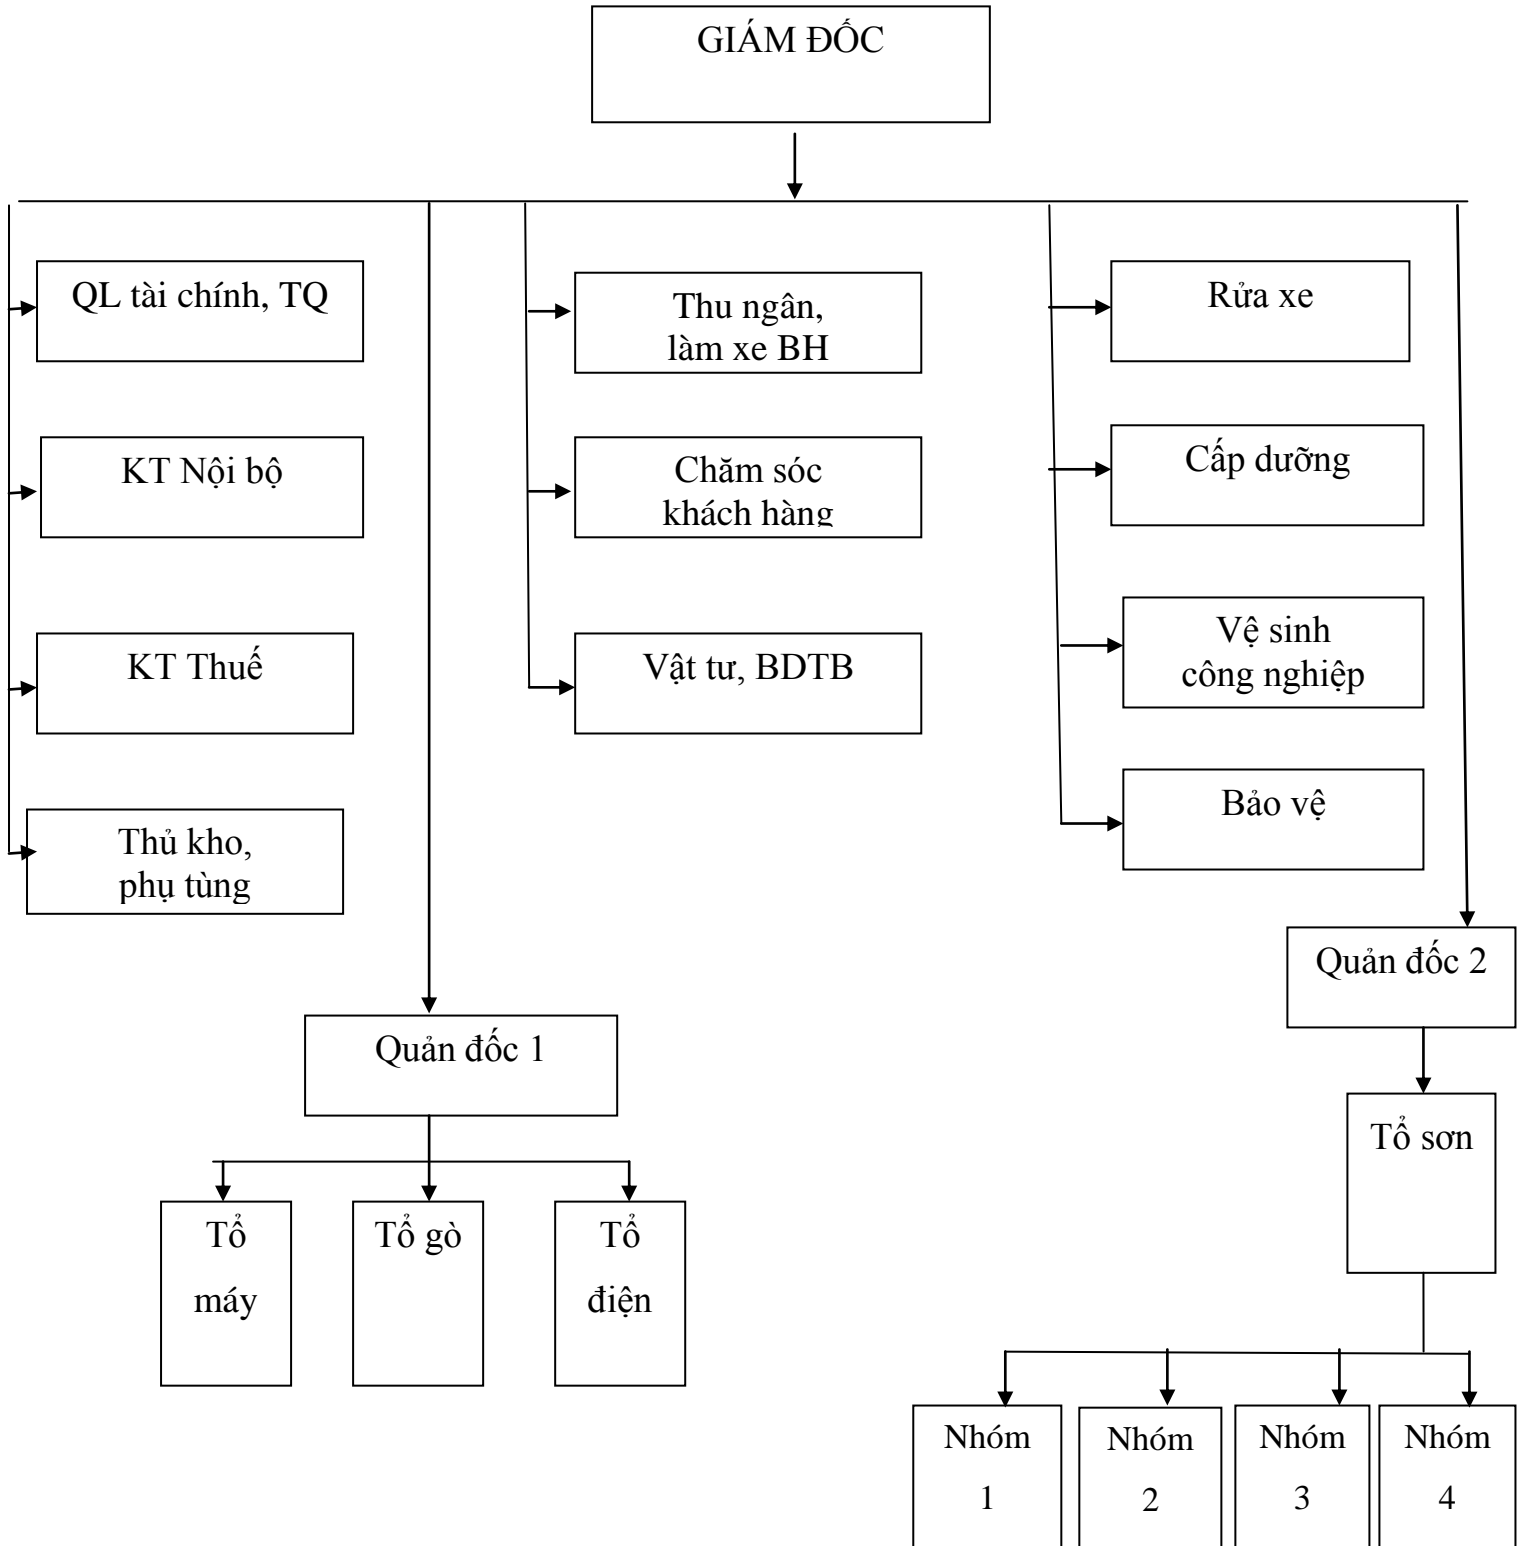 GIÁM ĐỐC
QL tài chính, TQ
KT Nội bộ
KT Thuế
Thủ kho,
phụ tùng
Thu ngân,
làm xe BH
Chăm sóc
khách hàng
Vật tư, BDTB
Rửa xe
Cấp dưỡng
Vệ sinh
công nghiệp
Bảo vệ
Quản đốc 1
Tổ
máy
Tổ gò
Tổ
điện
Quản đốc 2
Tổ sơn
Nhóm
1
Nhóm
2
Nhóm
3
Nhóm
4